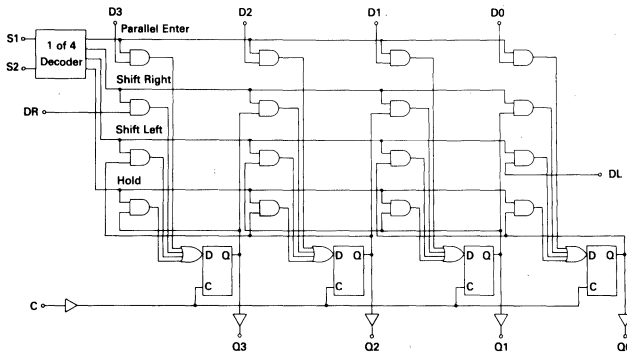 D3 D2 D1 D0
Parallel Enter
S1
1 of 4
Decoder
S2
Shift Right
DR
Shift Left
DL
Hold
D Q D Q D Q D Q
C C C C
C
Q3 Q2 Q1